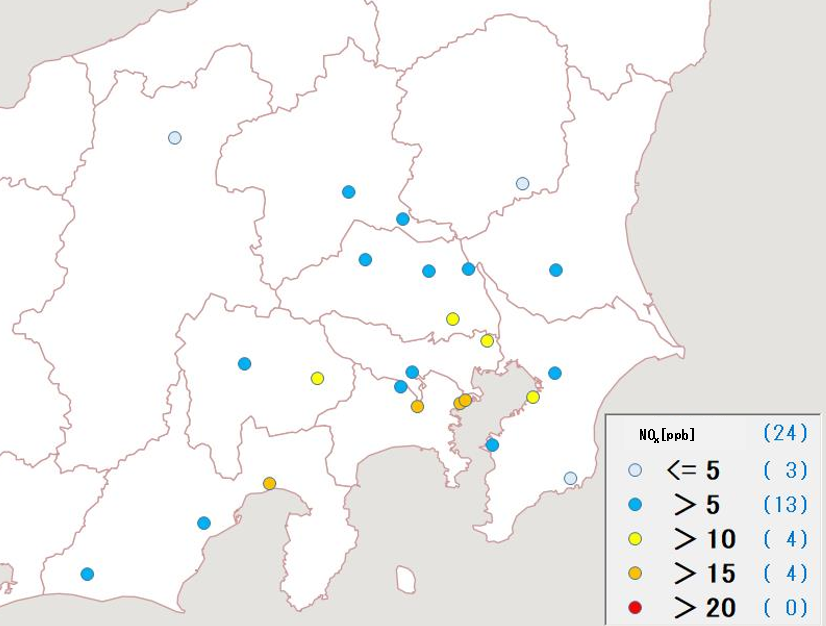 NOx[ppb] (24)
<= 5 ( 3)
> 5 (13)
> 10 ( 4)
> 15 ( 4)
> 20 ( 0)